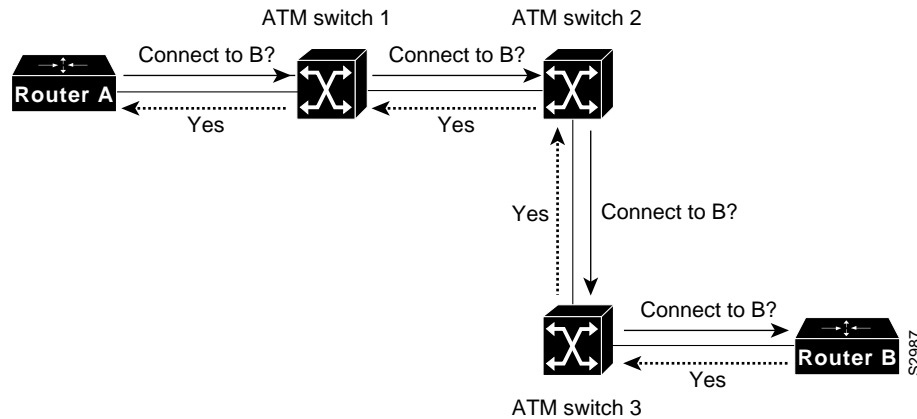 ATM switch 1
ATM switch 2
Connect to B?
Connect to B?
Router A
Yes
Yes
Yes
Connect to B?
Connect to B?
Router B
Yes
ATM switch 3
S2987